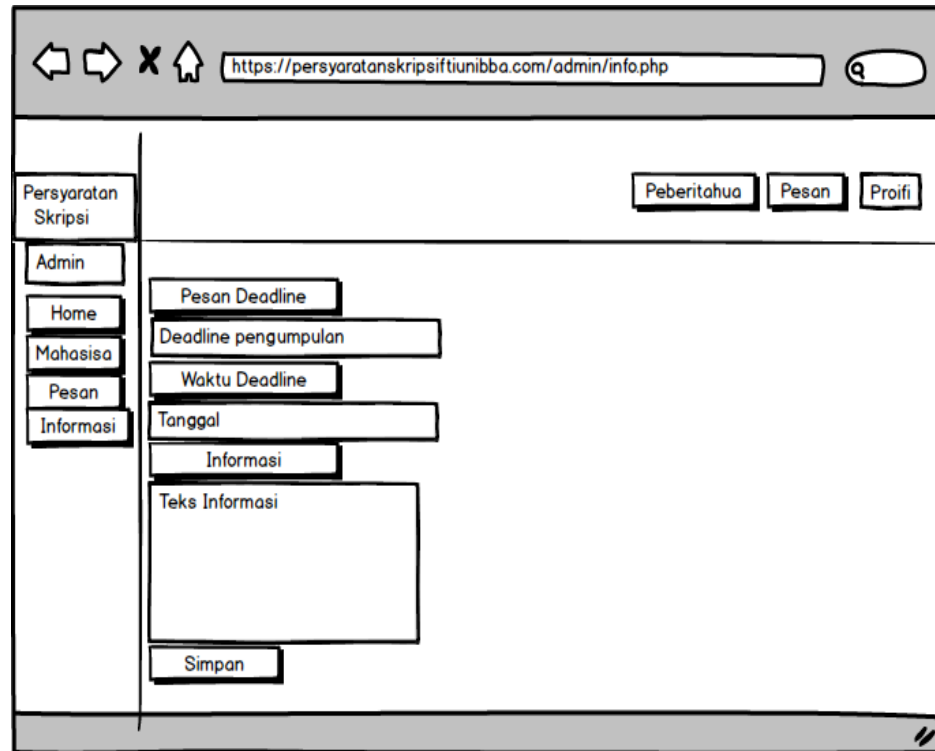 https://persyaratanskripsiftiunibba.com/admin/info.php
Persyaratan
Skripsi
Peberitahua
Pesan
Proifi
Admin
Home
Mahasisa
Pesan
Informasi
Pesan Deadline
Deadline pengumpulan
Waktu Deadline
Tanggal
Informasi
Teks Informasi
Simpan